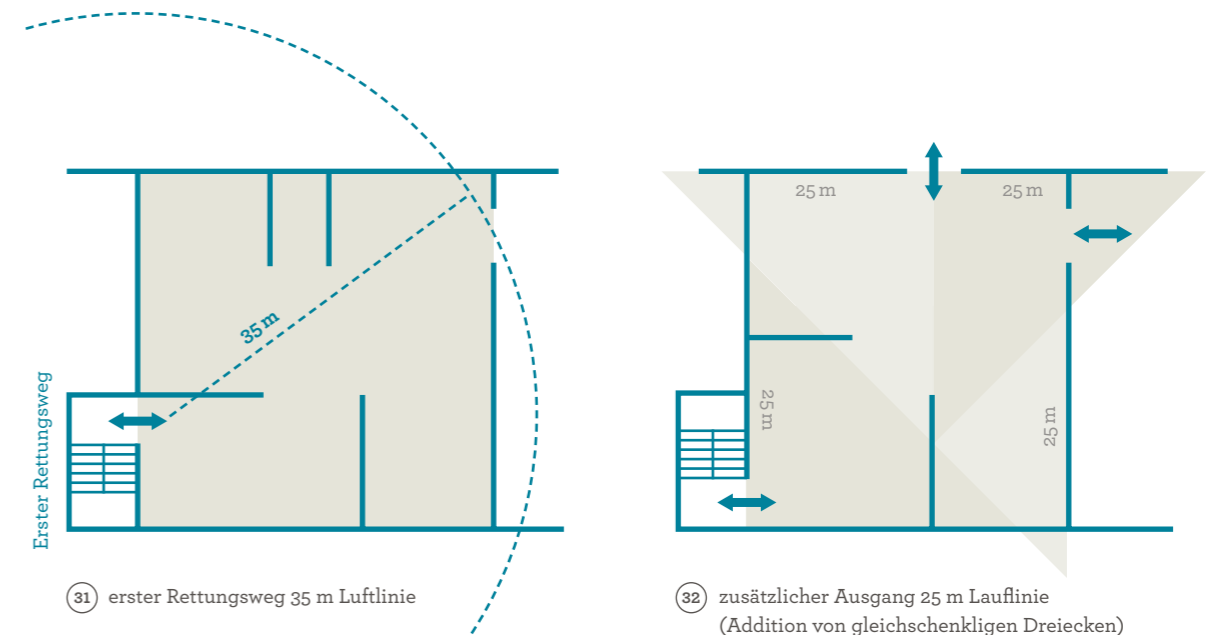 Erster Rettungsweg
35 m
31 erster Rettungsweg 35 m Luftlinie
25 m
25 m
25 m
25 m
32 zusätzlicher Ausgang 25 m Lauflinie
(Addition von gleichschenkligen Dreiecken)